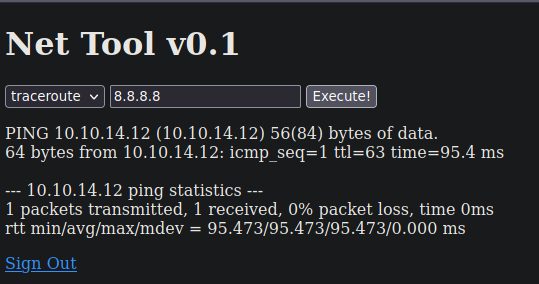 Net Tool v0.1
traceroute 8.8.8.8 Execute!
PING 10.10.14.12 (10.10.14.12) 56(84) bytes of data.
64 bytes from 10.10.14.12: icmp_seq=1 ttl=63 time=95.4 ms
--- 10.10.14.12 ping statistics ---
1 packets transmitted, 1 received, 0% packet loss, time 0ms
rtt min/avg/max/mdev = 95.473/95.473/95.473/0.000 ms
Sign Out